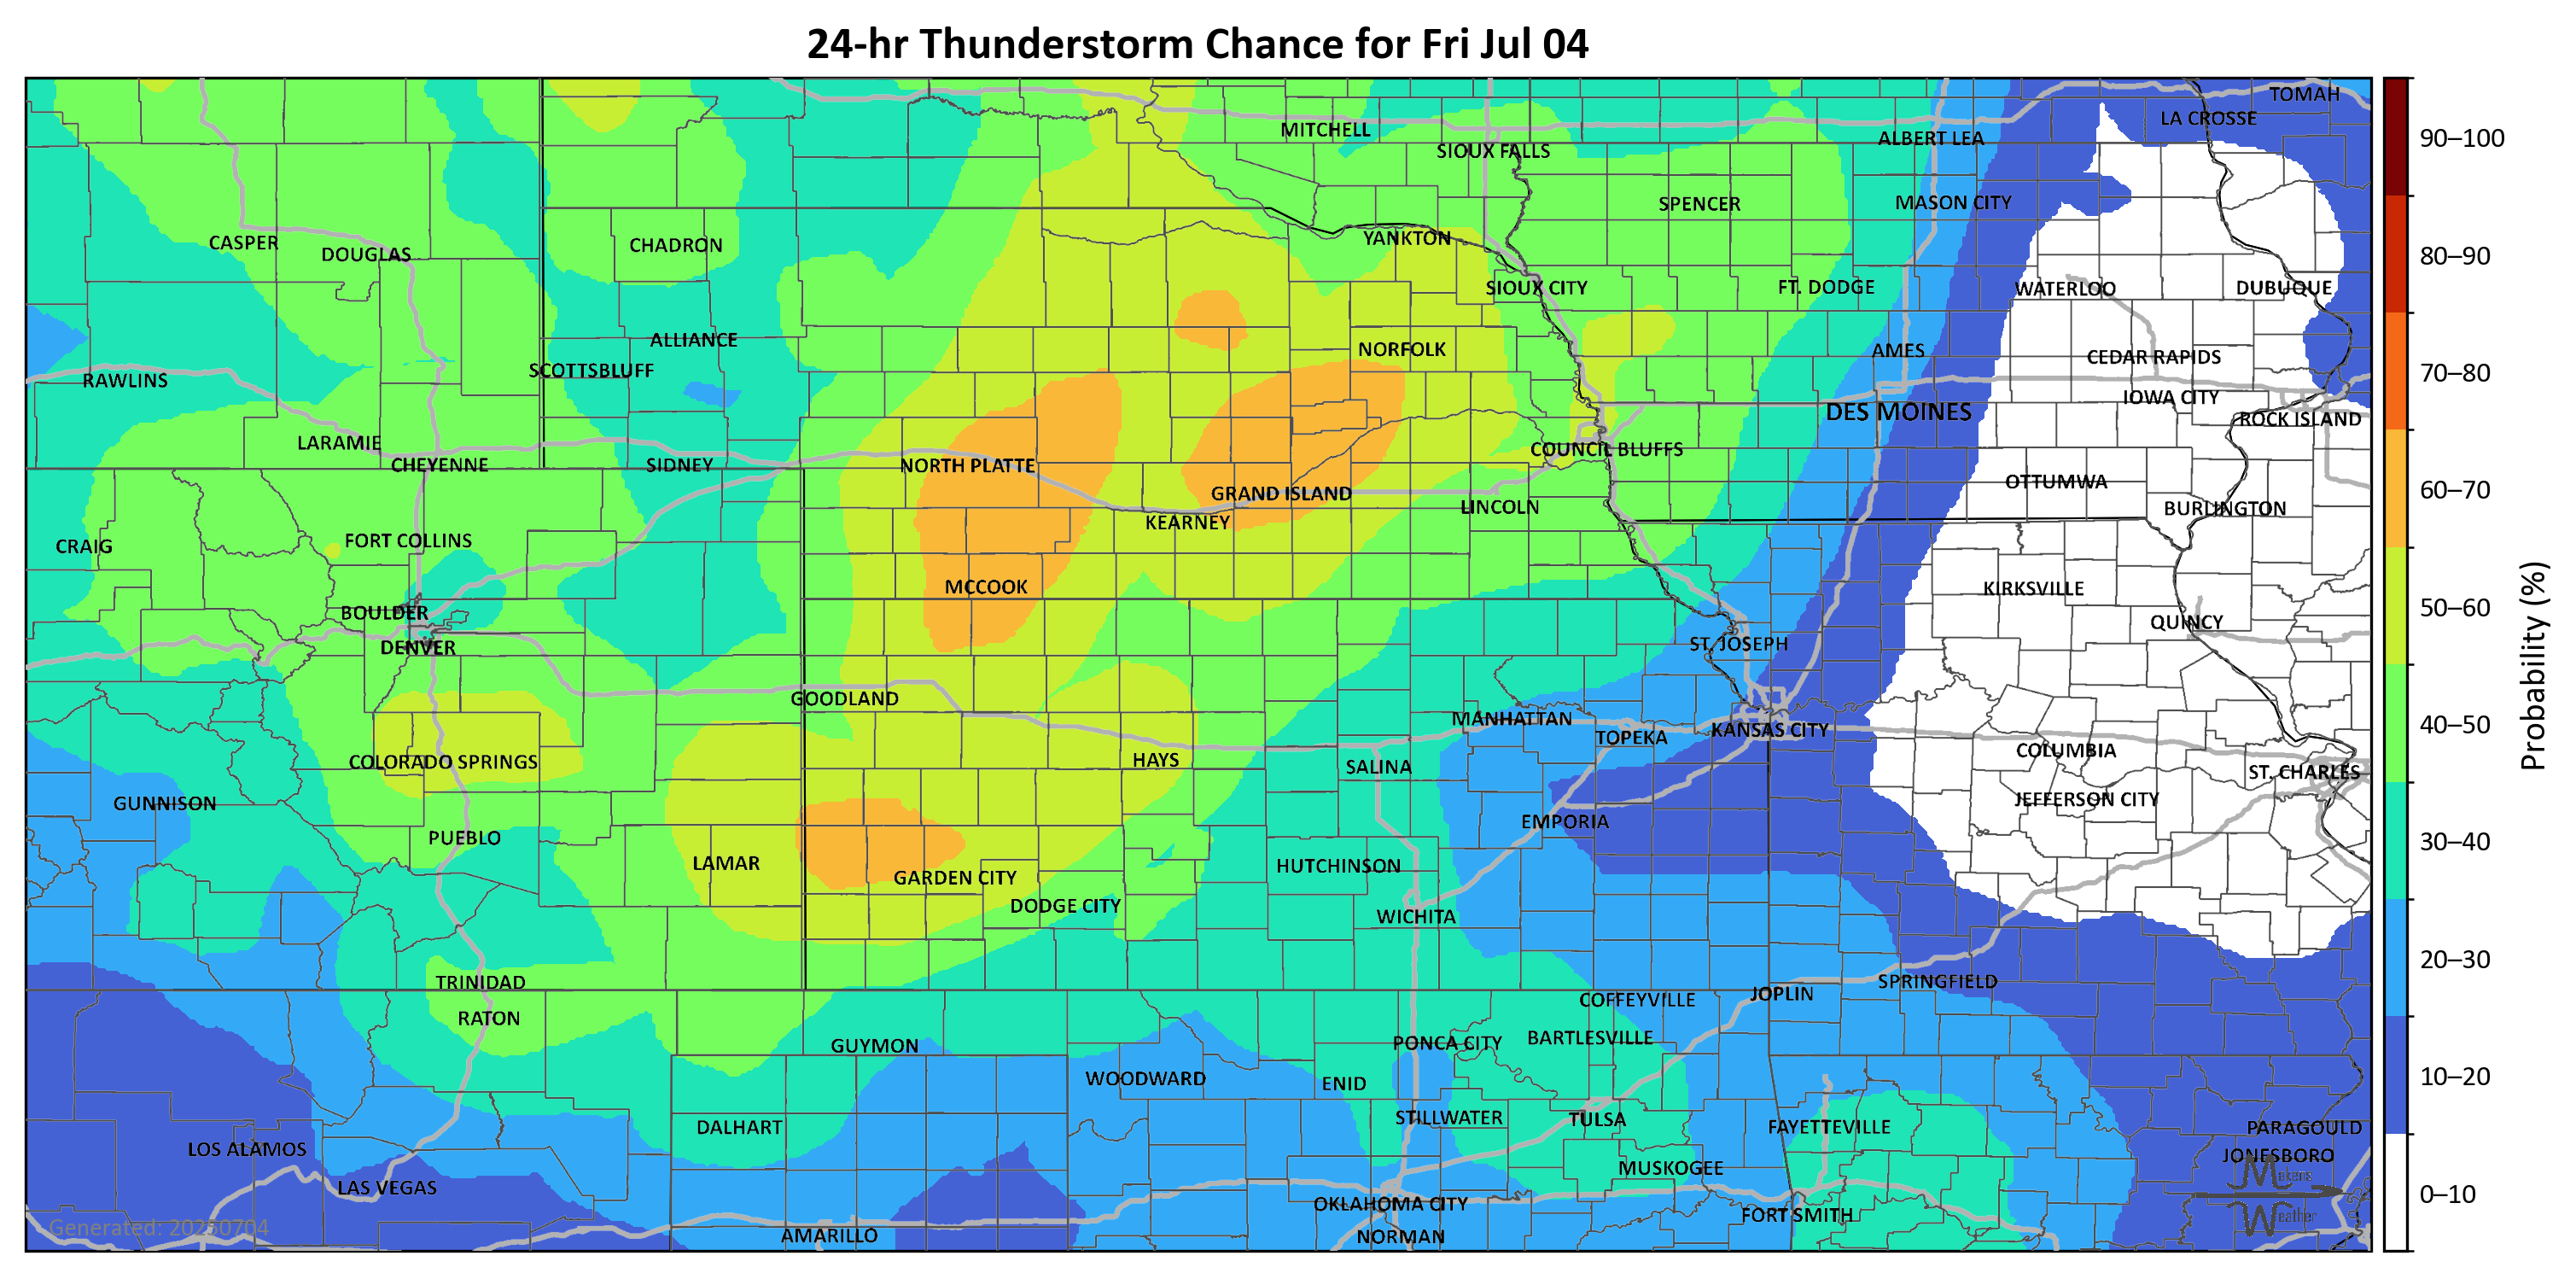 24-hr Thunderstorm Chance for Fri Jul 04
TOMAH
LA CROSSE
MITCHELL
ALBERT LEA
SIOUX FALLS
SPENCER
MASON CITY
CASPER
DOUGLAS
CHADRON
YANKTON
SIOUX CITY
FT. DODGE
WATERLOO
DUBUQUE
ALLIANCE
NORFOLK
AMES
CEDAR RAPIDS
RAWLINS
SCOTTSBLUFF
IOWA CITY
DES MOINES
ROCK ISLAND
LARAMIE
CHEYENNE
SIDNEY
NORTH PLATTE
COUNCIL BLUFFS
GRAND ISLAND
OTTUMWA
LINCOLN
BURLINGTON
KEARNEY
CRAIG
FORT COLLINS
MCCOOK
KIRKSVILLE
BOULDER
QUINCY
DENVER
ST. JOSEPH
GOODLAND
MANHATTAN
KANSAS CITY
TOPEKA
COLUMBIA
COLORADO SPRINGS
HAYS
SALINA
ST. CHARLES
GUNNISON
JEFFERSON CITY
EMPORIA
PUEBLO
LAMAR
HUTCHINSON
GARDEN CITY
DODGE CITY
WICHITA
TRINIDAD
SPRINGFIELD
COFFEYVILLE
JOPLIN
RATON
GUYMON
PONCA CITY
BARTLESVILLE
WOODWARD
ENID
STILLWATER
TULSA
DALHART
FAYETTEVILLE
PARAGOULD
LOS ALAMOS
JONESBORO
MUSKOGEE
LAS VEGAS
OKLAHOMA CITY
FORT SMITH
AMARILLO
NORMAN
Generated: 20250704
Makens
Weather
90–100
80–90
70–80
60–70
50–60
40–50
30–40
20–30
10–20
0–10
Probability (%)